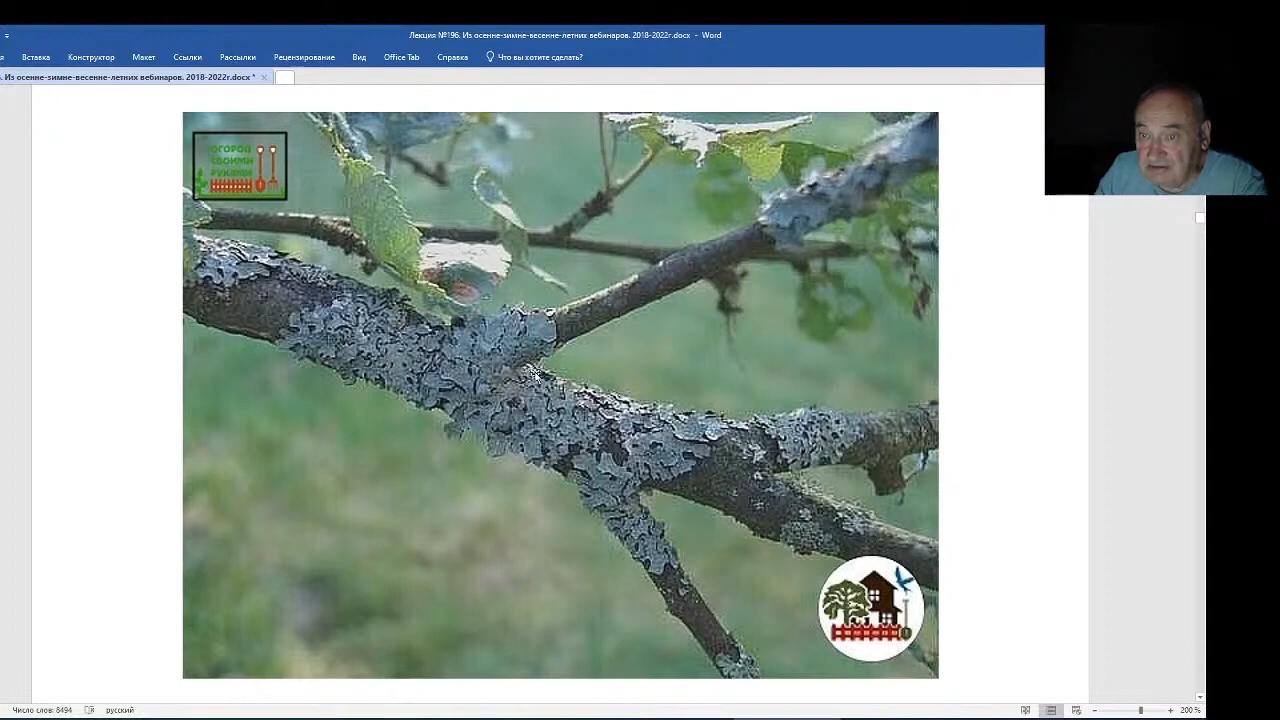 Лекция №196. Из осенне-зимне-весенне-летних вебинаров. 2018-2022г.docx - Word
Вставка Конструктор Макет Ссылки Рассылки Рецензирование Вид Office Tab Справка Что вы хотите сделать?
Из осенне-зимне-весенне-летних вебинаров. 2018-2022г.docx *
ОГОРОД
СВОИМИ
РУКАМИ
Число слов: 8494 русский 200 %